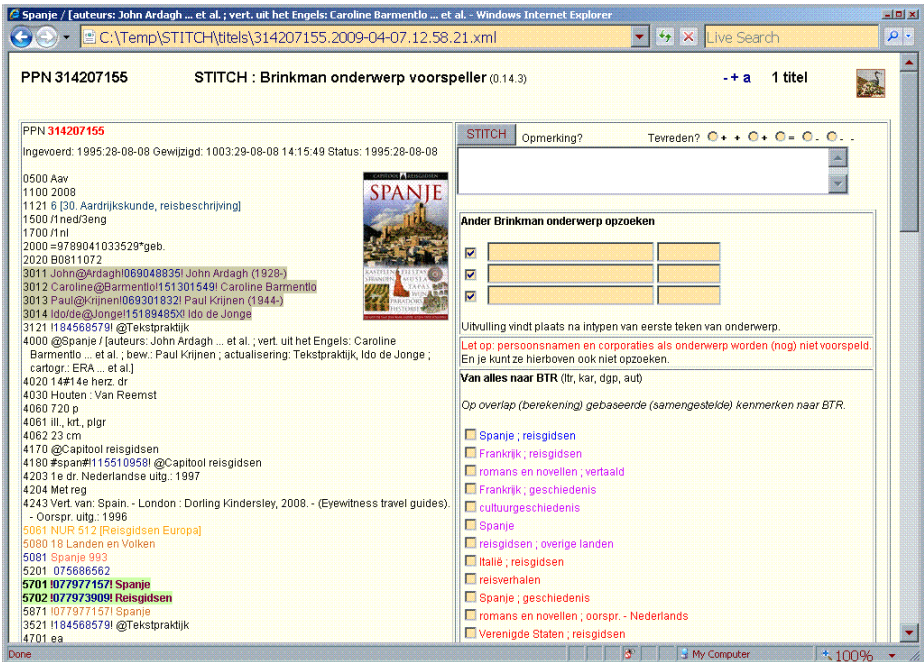 Spanje / [auteurs: John Ardagh ... et al. ; vert. uit het Engels: Caroline Barmentlo ... et al. - Windows Internet Explorer
C:\Temp\STITCH\titels\314207155.2009-04-07.12.58.21.xml
Live Search
PPN 314207155
STITCH : Brinkman onderwerp voorspeller (0.14.3)
- + a 1 titel
PPN 314207155
Ingevoerd: 1995:28-08-08 Gewijzigd: 1003:29-08-08 14:15:49 Status: 1995:28-08-08
0500 Aav
1100 2008
1121 6 [30. Aardrijkskunde, reisbeschrijving]
1500 /1ned/3eng
1700 /1nl
2000 =9789041033529*geb.
2020 B0811072
3011 John@Ardagh!069048835! John Ardagh (1928-)
3012 Caroline@Barmentlo!151301549! Caroline Barmentlo
3013 Paul@Krijnen!069301832! Paul Krijnen (1944-)
3014 Ido/de@Jonge!15189485X! Ido de Jonge
3121 !184568579! @Tekstpraktijk
4000 @Spanje / [auteurs: John Ardagh ... et al. ; vert. uit het Engels: Caroline
Barmentlo ... et al. ; bew.: Paul Krijnen ; actualisering: Tekstpraktijk, Ido de Jonge ;
cartogr.: ERA ... et al.]
4020 14#14e herz. dr
4030 Houten : Van Reemst
4060 720 p
4061 ill., krt., plgr
4062 23 cm
4170 @Capitool reisgidsen
4180 #span#!115510958! @Capitool reisgidsen
4203 1e dr. Nederlandse uitg.: 1997
4204 Met reg
4243 Vert. van: Spain. - London : Dorling Kindersley, 2008. - (Eyewitness travel guides).
- Oorspr. uitg.: 1996
5061 NUR 512 [Reisgidsen Europa]
5080 18 Landen en Volken
5081 Spanje 993
5201 075686562
5701 !077977157! Spanje
5702 !077973909! Reisgidsen
5871 !077977157! Spanje
3521 !184568579! @Tekstpraktijk
4701 ea
CAPITOOL REISGIDSEN
SPANJE
KASTELEN FIESTAS
STRANDEN MUSEA
TAPAS
WIJN
PARADORS
HISTORIE
STITCH Opmerking? Tevreden? + + + = - - -
Ander Brinkman onderwerp opzoeken
Uitvulling vindt plaats na intypen van eerste teken van onderwerp.
Let op: persoonsnamen en corporaties als onderwerp worden (nog) niet voorspeld.
En je kunt ze hierboven ook niet opzoeken.
Van alles naar BTR (ltr, kar, dgp, aut)
Op overlap (berekening) gebaseerde (samengestelde) kenmerken naar BTR.
Spanje ; reisgidsen
Frankrijk ; reisgidsen
romans en novellen ; vertaald
Frankrijk ; geschiedenis
cultuurgeschiedenis
Spanje
reisgidsen ; overige landen
Italië ; reisgidsen
reisverhalen
Spanje ; geschiedenis
romans en novellen ; oorspr. - Nederlands
Verenigde Staten ; reisgidsen
Done
My Computer
100%